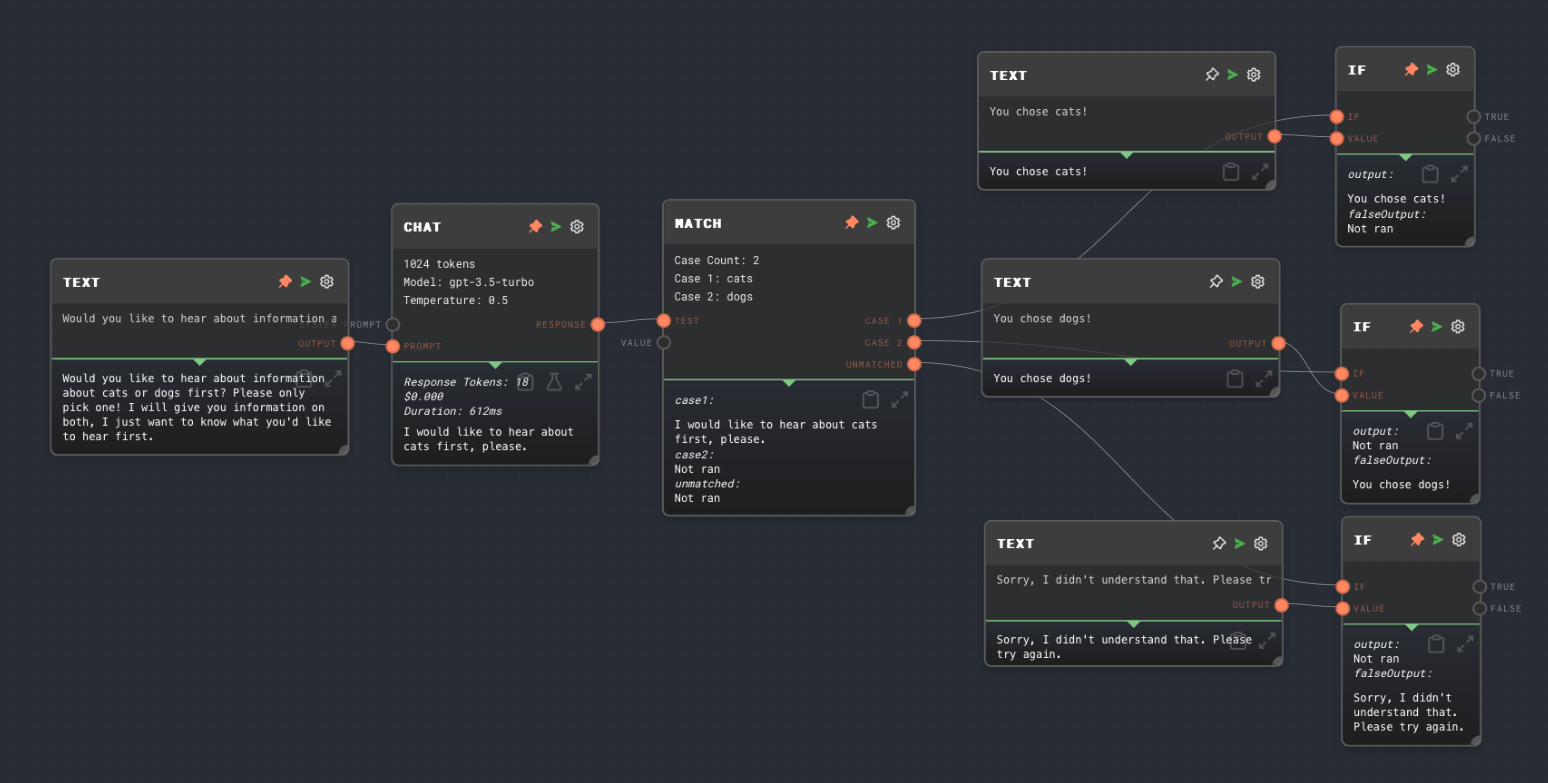 TEXT
Would you like to hear about information a
OUTPUT
Would you like to hear about information
about cats or dogs first? Please only
pick one! I will give you information on
both, I just want to know what you'd like
to hear first.
CHAT
1024 tokens
Model: gpt-3.5-turbo
Temperature: 0.5
SYSTEM PROMPT
RESPONSE
PROMPT
Response Tokens: 18
$0.000
Duration: 612ms
I would like to hear about
cats first, please.
MATCH
Case Count: 2
Case 1: cats
Case 2: dogs
TEST
CASE 1
VALUE
CASE 2
UNMATCHED
case1:
I would like to hear about cats
first, please.
case2:
Not ran
unmatched:
Not ran
TEXT
You chose cats!
OUTPUT
You chose cats!
IF
IF
TRUE
VALUE
FALSE
output:
You chose cats!
falseOutput:
Not ran
TEXT
You chose dogs!
OUTPUT
You chose dogs!
IF
IF
TRUE
VALUE
FALSE
output:
Not ran
falseOutput:
You chose dogs!
TEXT
Sorry, I didn't understand that. Please tr
OUTPUT
Sorry, I didn't understand that. Please
try again.
IF
IF
TRUE
VALUE
FALSE
output:
Not ran
falseOutput:
Sorry, I didn't
understand that.
Please try again.